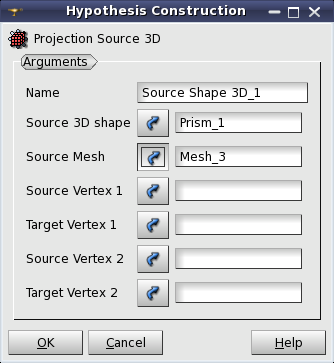 Hypothesis Construction
Projection Source 3D
Arguments
Name Source Shape 3D_1
Source 3D shape Prism_1
Source Mesh Mesh_3
Source Vertex 1
Target Vertex 1
Source Vertex 2
Target Vertex 2
OK Cancel Help